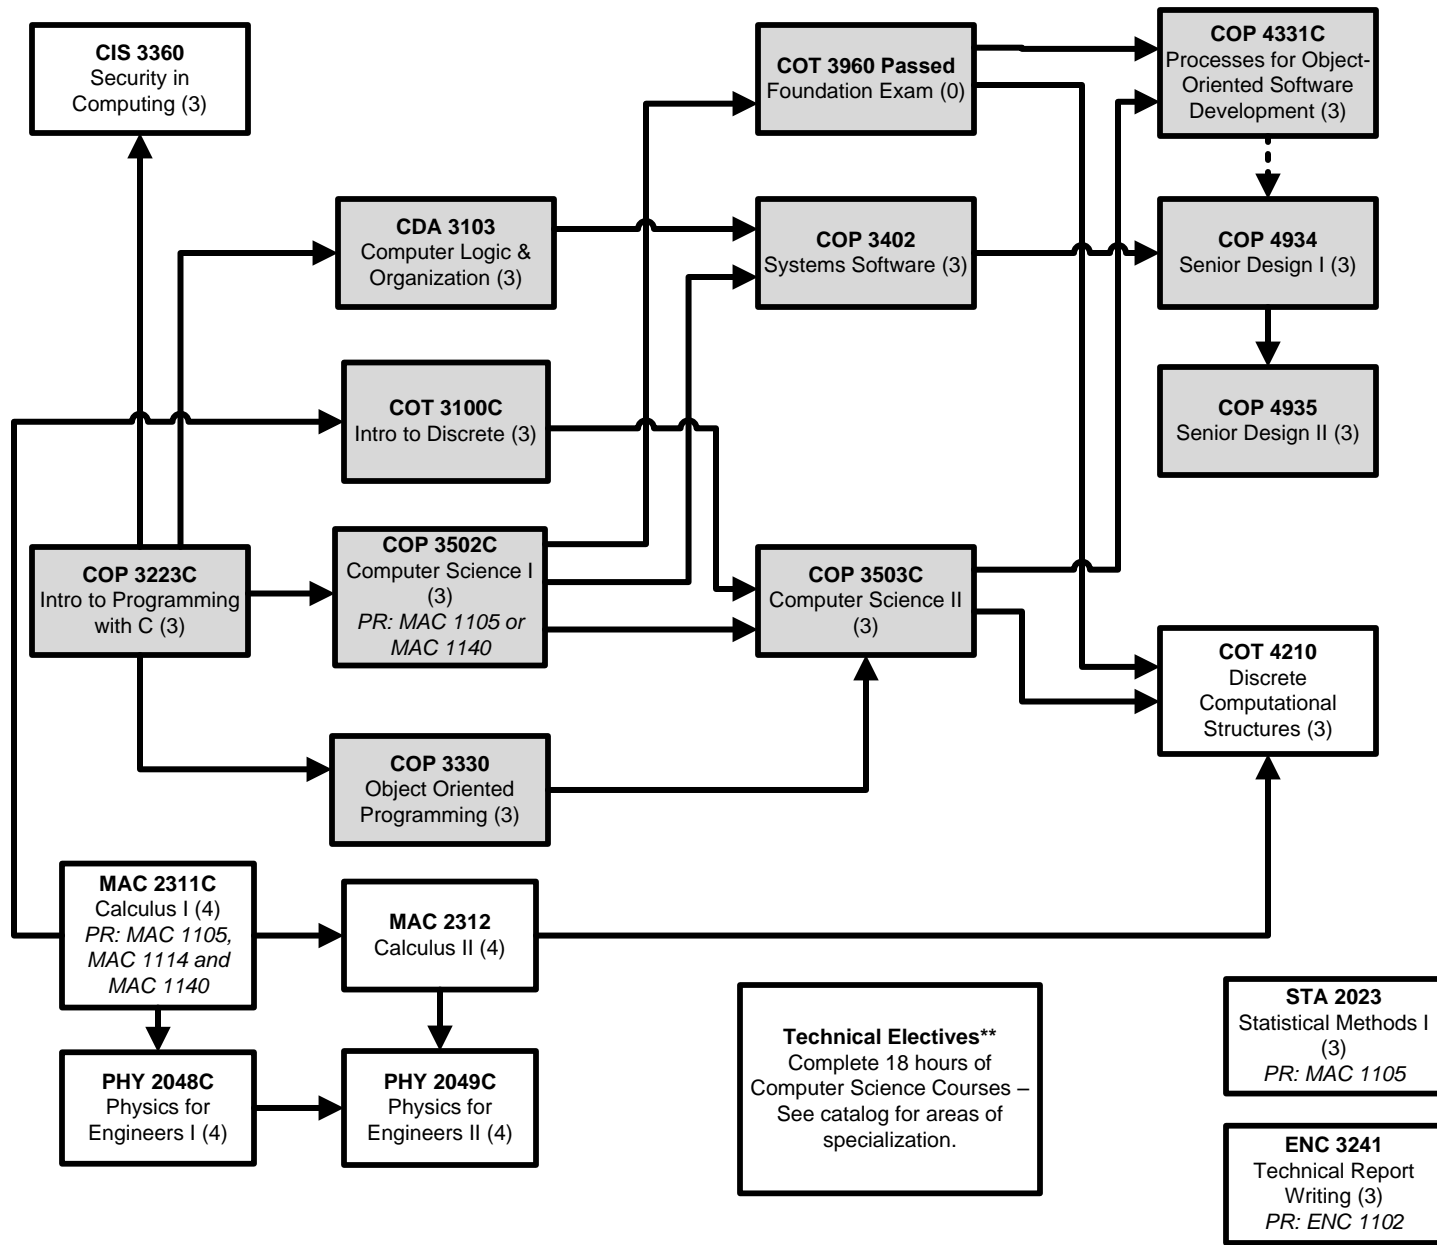 CIS 3360
Security in
Computing (3)
COT 3960 Passed
Foundation Exam (0)
COP 4331C
Processes for Object-
Oriented Software
Development (3)
CDA 3103
Computer Logic &
Organization (3)
COP 3402
Systems Software (3)
COP 4934
Senior Design I (3)
COT 3100C
Intro to Discrete (3)
COP 4935
Senior Design II (3)
COP 3223C
Intro to Programming
with C (3)
COP 3502C
Computer Science I
(3)
PR: MAC 1105 or
MAC 1140
COP 3503C
Computer Science II
(3)
COT 4210
Discrete
Computational
Structures (3)
COP 3330
Object Oriented
Programming (3)
MAC 2311C
Calculus I (4)
PR: MAC 1105,
MAC 1114 and
MAC 1140
MAC 2312
Calculus II (4)
PHY 2048C
Physics for
Engineers I (4)
PHY 2049C
Physics for
Engineers II (4)
Technical Electives**
Complete 18 hours of
Computer Science Courses –
See catalog for areas of
specialization.
STA 2023
Statistical Methods I
(3)
PR: MAC 1105
ENC 3241
Technical Report
Writing (3)
PR: ENC 1102